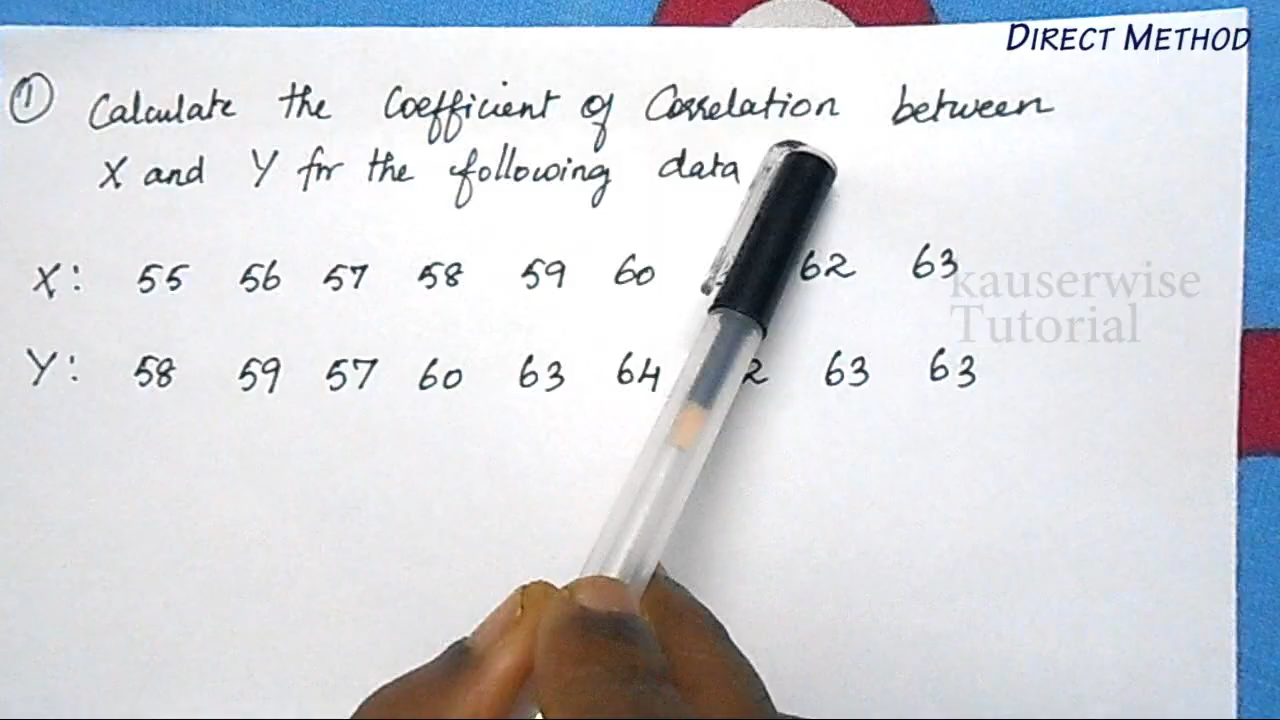 DIRECT METHOD
① Calculate the Coefficient of Correlation between
X and Y for the following data
X: 55 56 57 58 59 60 62 63
Y: 58 59 57 60 63 64 2 63 63
kauserwise
Tutorial